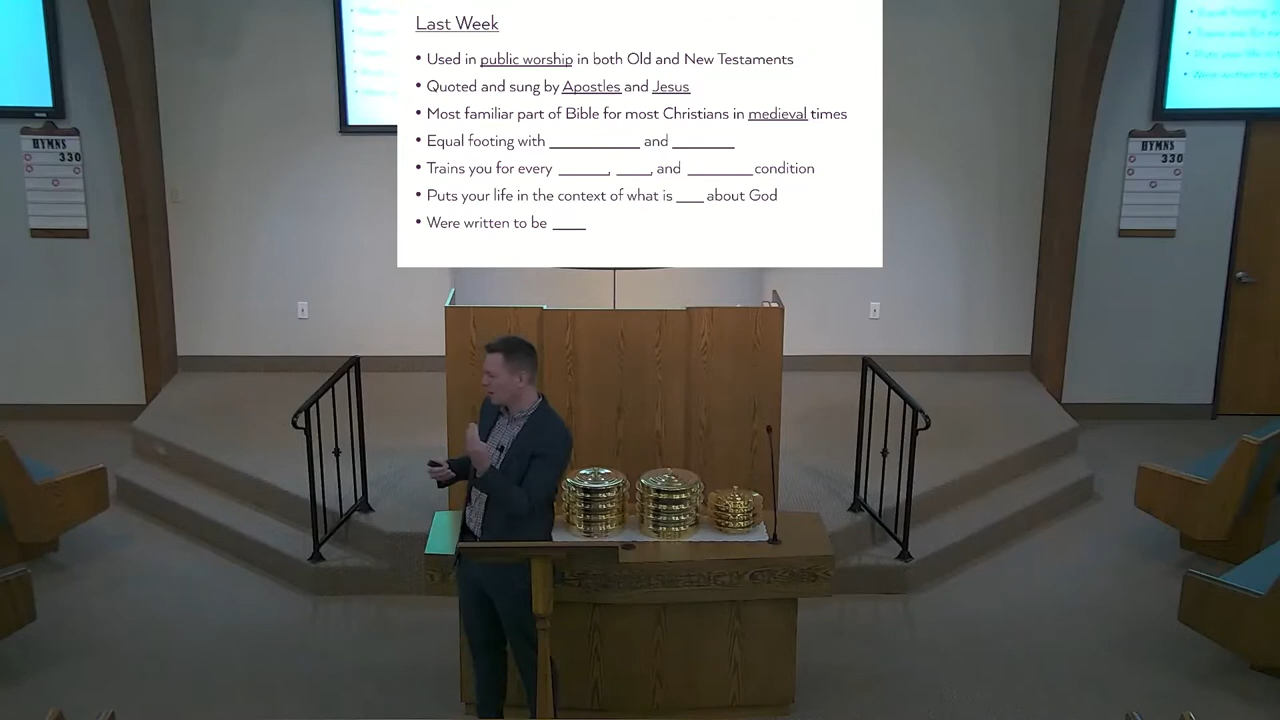 Last Week
• Used in public worship in both Old and New Testaments
• Quoted and sung by Apostles and Jesus
• Most familiar part of Bible for most Christians in medieval times
• Equal footing with ____________ and ________
• Trains you for every _______, _____, and _________ condition
• Puts your life in the context of what is ____ about God
• Were written to be _____
HYMNS
330
HYMNS
330